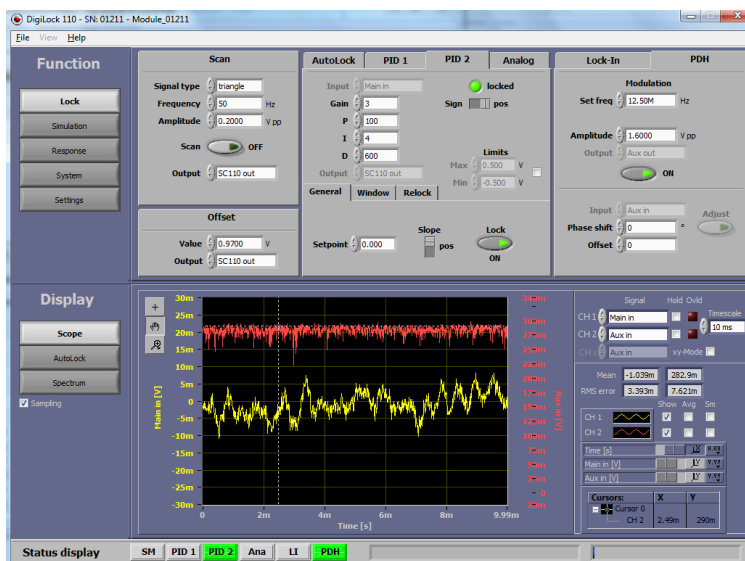 DigiLock 110 - SN: 01211 - Module_01211
File View Help
Function
Lock
Simulation
Response
System
Settings
Scan
Signal type triangle
Frequency 50 Hz
Amplitude 0.2000 V pp
Scan OFF
Output SC110 out
Offset
Value 0.9700 V
Output SC110 out
AutoLock PID 1 PID 2 Analog
Input Main in locked
Gain 3 Sign pos
P 100
I 4
D 600 Limits
Max 0.500 V
Output SC110 out Min -0.500 V
General Window Relock
Setpoint 0.000 Slope pos Lock ON
Lock-In PDH
Modulation
Set freq 12.50M Hz
Amplitude 1.6000 V pp
Output Aux out
ON
Input Aux in Adjust
Phase shift 0 °
Offset 0
Display
Scope
AutoLock
Spectrum
Sampling
30m
25m
20m
15m
10m
5m
0
-5m
-10m
-15m
-20m
-25m
-30m
Main in [V]
0 2m 4m 6m 8m 9.99m
Time [s]
Aux in [V]
Signal Hold Ovld
CH 1 Main in Timescale
CH 2 Aux in 10 ms
CH x Aux in xy-Mode
Mean -1.039m 282.9m
RMS error 3.393m 7.621m
Show Avg Sm
CH 1
CH 2
Time [s]
Main in [V]
Aux in [V]
Cursors: X Y
Cursor 0
CH 2 2.49m 290m
Status display SM PID 1 PID 2 Ana LI PDH